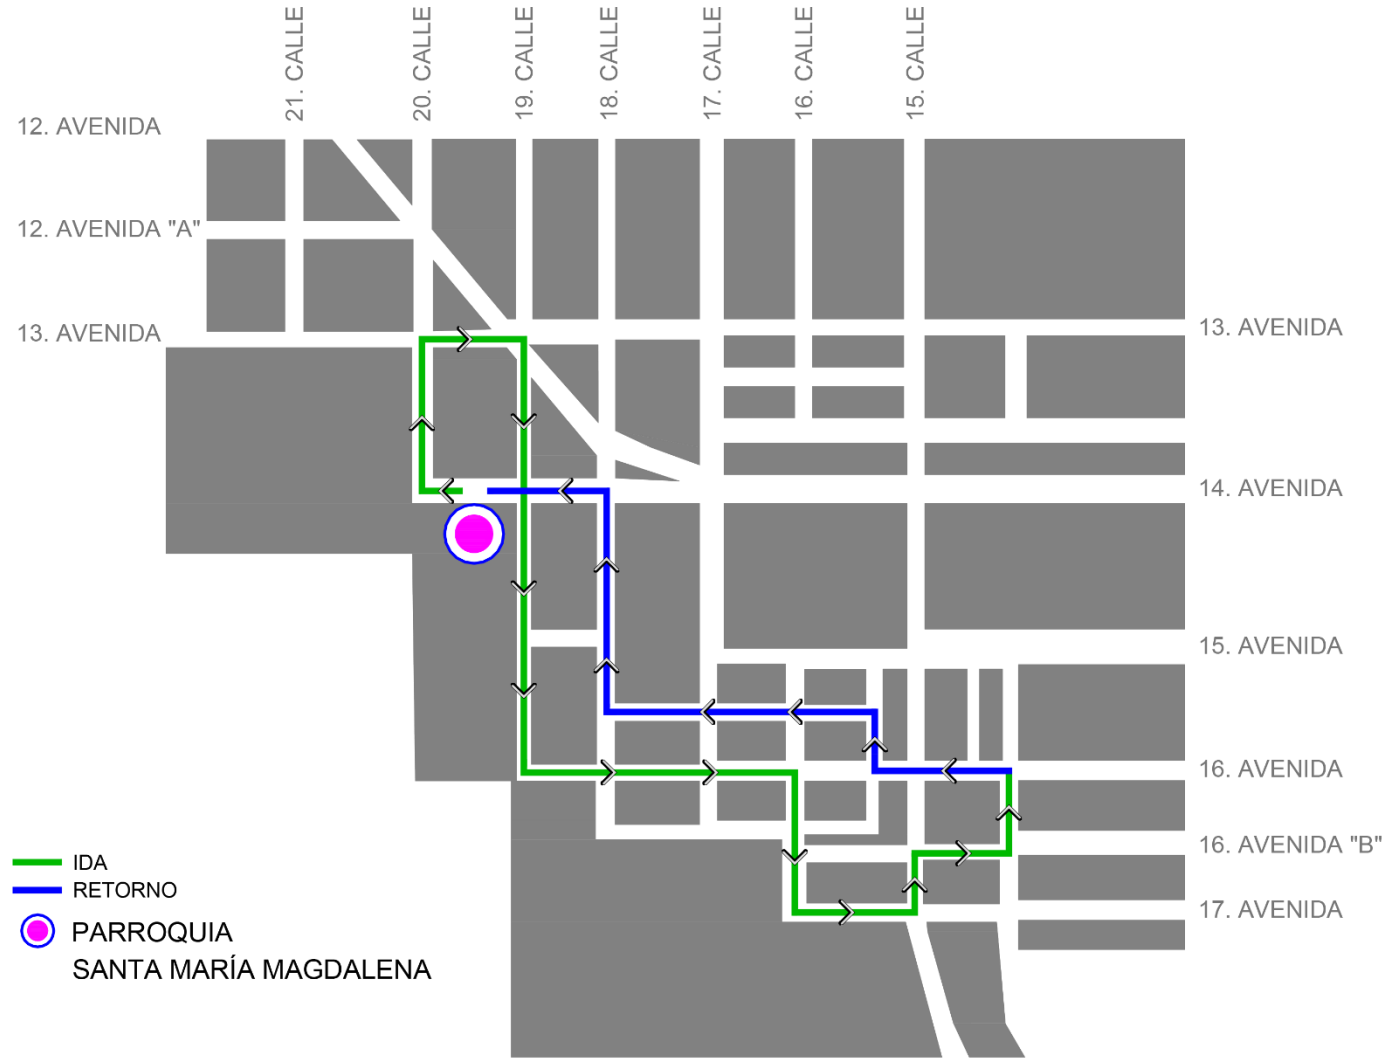 21. CALLE
20. CALLE
19. CALLE
18. CALLE
17. CALLE
16. CALLE
15. CALLE
12. AVENIDA
12. AVENIDA "A"
13. AVENIDA
13. AVENIDA
14. AVENIDA
15. AVENIDA
16. AVENIDA
16. AVENIDA "B"
17. AVENIDA
IDA
RETORNO
PARROQUIA
SANTA MARÍA MAGDALENA